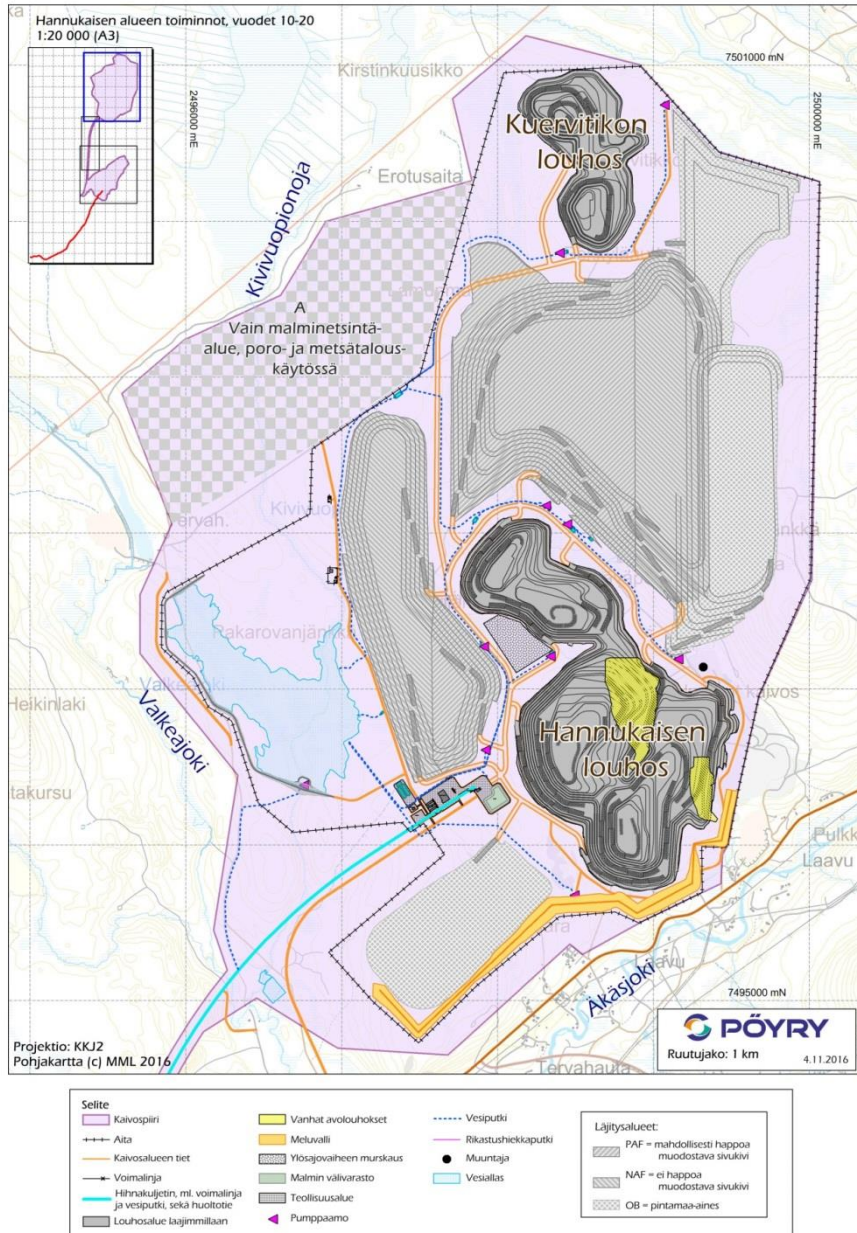 Hannukaisen alueen toiminnot, vuodet 10-20
1:20 000 (A3)
7501000 mN
2496000 mE
2500000 mE
Kirstinkuusikko
Kuervitikon
louhos
Erotusaita
Kivivuopionoja
A
Vain malminetsintä-
alue, poro- ja metsätalous-
käytössä
Rakarovanjänkkä
Valkeajoki
Valkeajoki
Heikinlaki
takursu
kaivos
Hannukaisen
louhos
Pulkk
Laavu
Laavu
Äkäsjoki
7495000 mN
Tervahauta
Projektio: KKJ2
Pohjakartta (c) MML 2016
PÖYRY
Ruutujako: 1 km
4.11.2016
Selite
Kaivospiiri
Aita
Kaivosalueen tiet
Voimalinja
Hihnakuljetin, ml. voimalinja
ja vesiputki, sekä huoltotie
Louhosalue laajimmillaan
Vanhat avolouhokset
Meluvalli
Ylösajovaiheen murskaus
Malmin välivarasto
Teollisuusalue
Pumppaamo
Vesiputki
Rikastushiekkaputki
Muuntaja
Vesiallas
Läjitysalueet:
PAF = mahdollisesti happoa
muodostava sivukivi
NAF = ei happoa
muodostava sivukivi
OB = pintamaa-aines